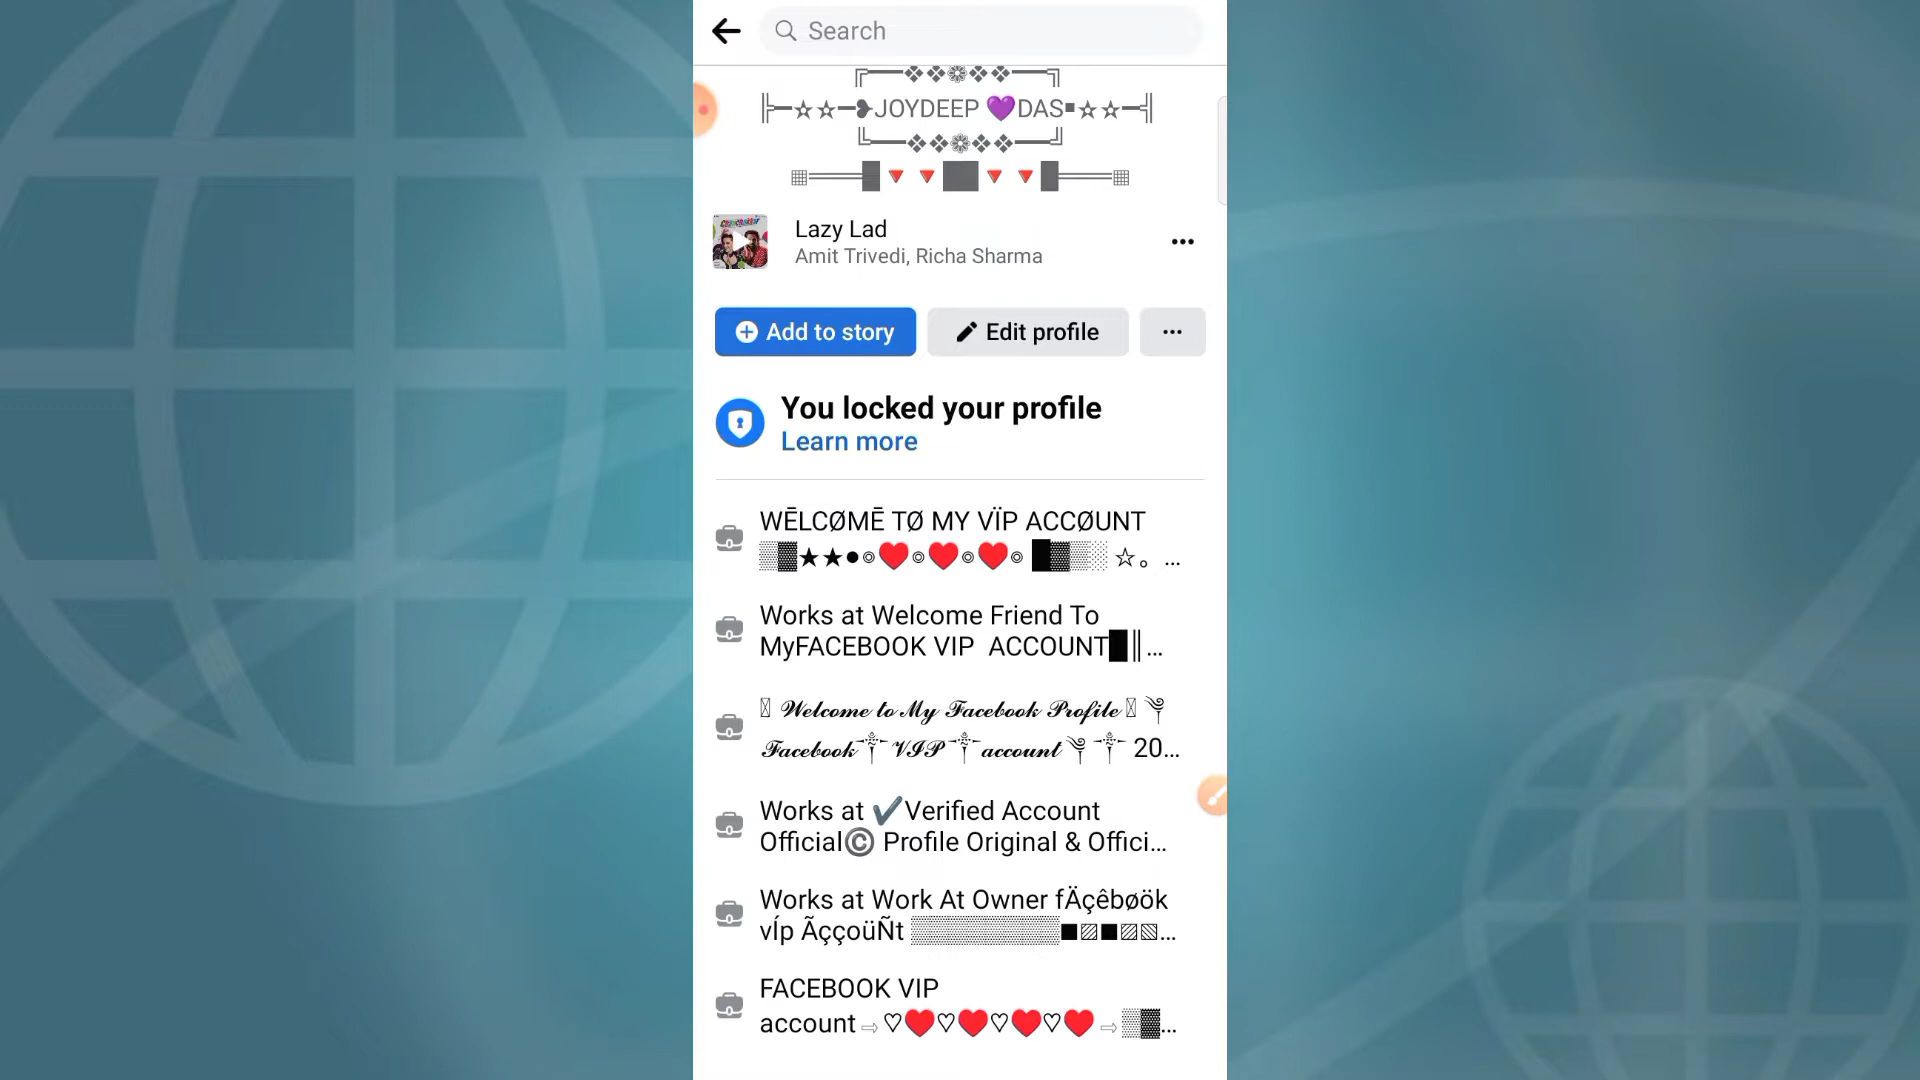 Search
╔━━❖❖❁❖❖━━╗
╠━☆☆━❥JOYDEEP 💜DAS▪☆☆━╣
╚━━❖❖❁❖❖━━╝
▦═══█🔻🔻██🔻🔻█═══▦
Lazy Lad
Amit Trivedi, Richa Sharma
Add to story
Edit profile
You locked your profile
Learn more
WĒLCØMĒ TØ MY VÏP ACCØUNT
▒▓★★●◎♥️◎♥️◎♥️◎ █▓▒░ ☆。...
Works at Welcome Friend To
MyFACEBOOK VIP ACCOUNT█║...
𝓦𝓮𝓵𝓬𝓸𝓶𝓮 𝓽𝓸 𝓜𝔂 𝓕𝓪𝓬𝓮𝓫𝓸𝓸𝓴 𝓟𝓻𝓸𝓯𝓲𝓵𝓮 ༆
𝓕𝓪𝓬𝓮𝓫𝓸𝓸𝓴༒𝓥𝓘𝓟༒𝓪𝓬𝓬𝓸𝓾𝓷𝓽༆༒ 20...
Works at ✔️Verified Account
Official©️ Profile Original & Offici...
Works at Work At Owner fÄçêbøök
vÍp ÃççoüÑt ▒▒▒▒▒▒▒▒■▨■▨▧...
FACEBOOK VIP
account⇨♡♥️♡♥️♡♥️♡♥️⇨▒▓...